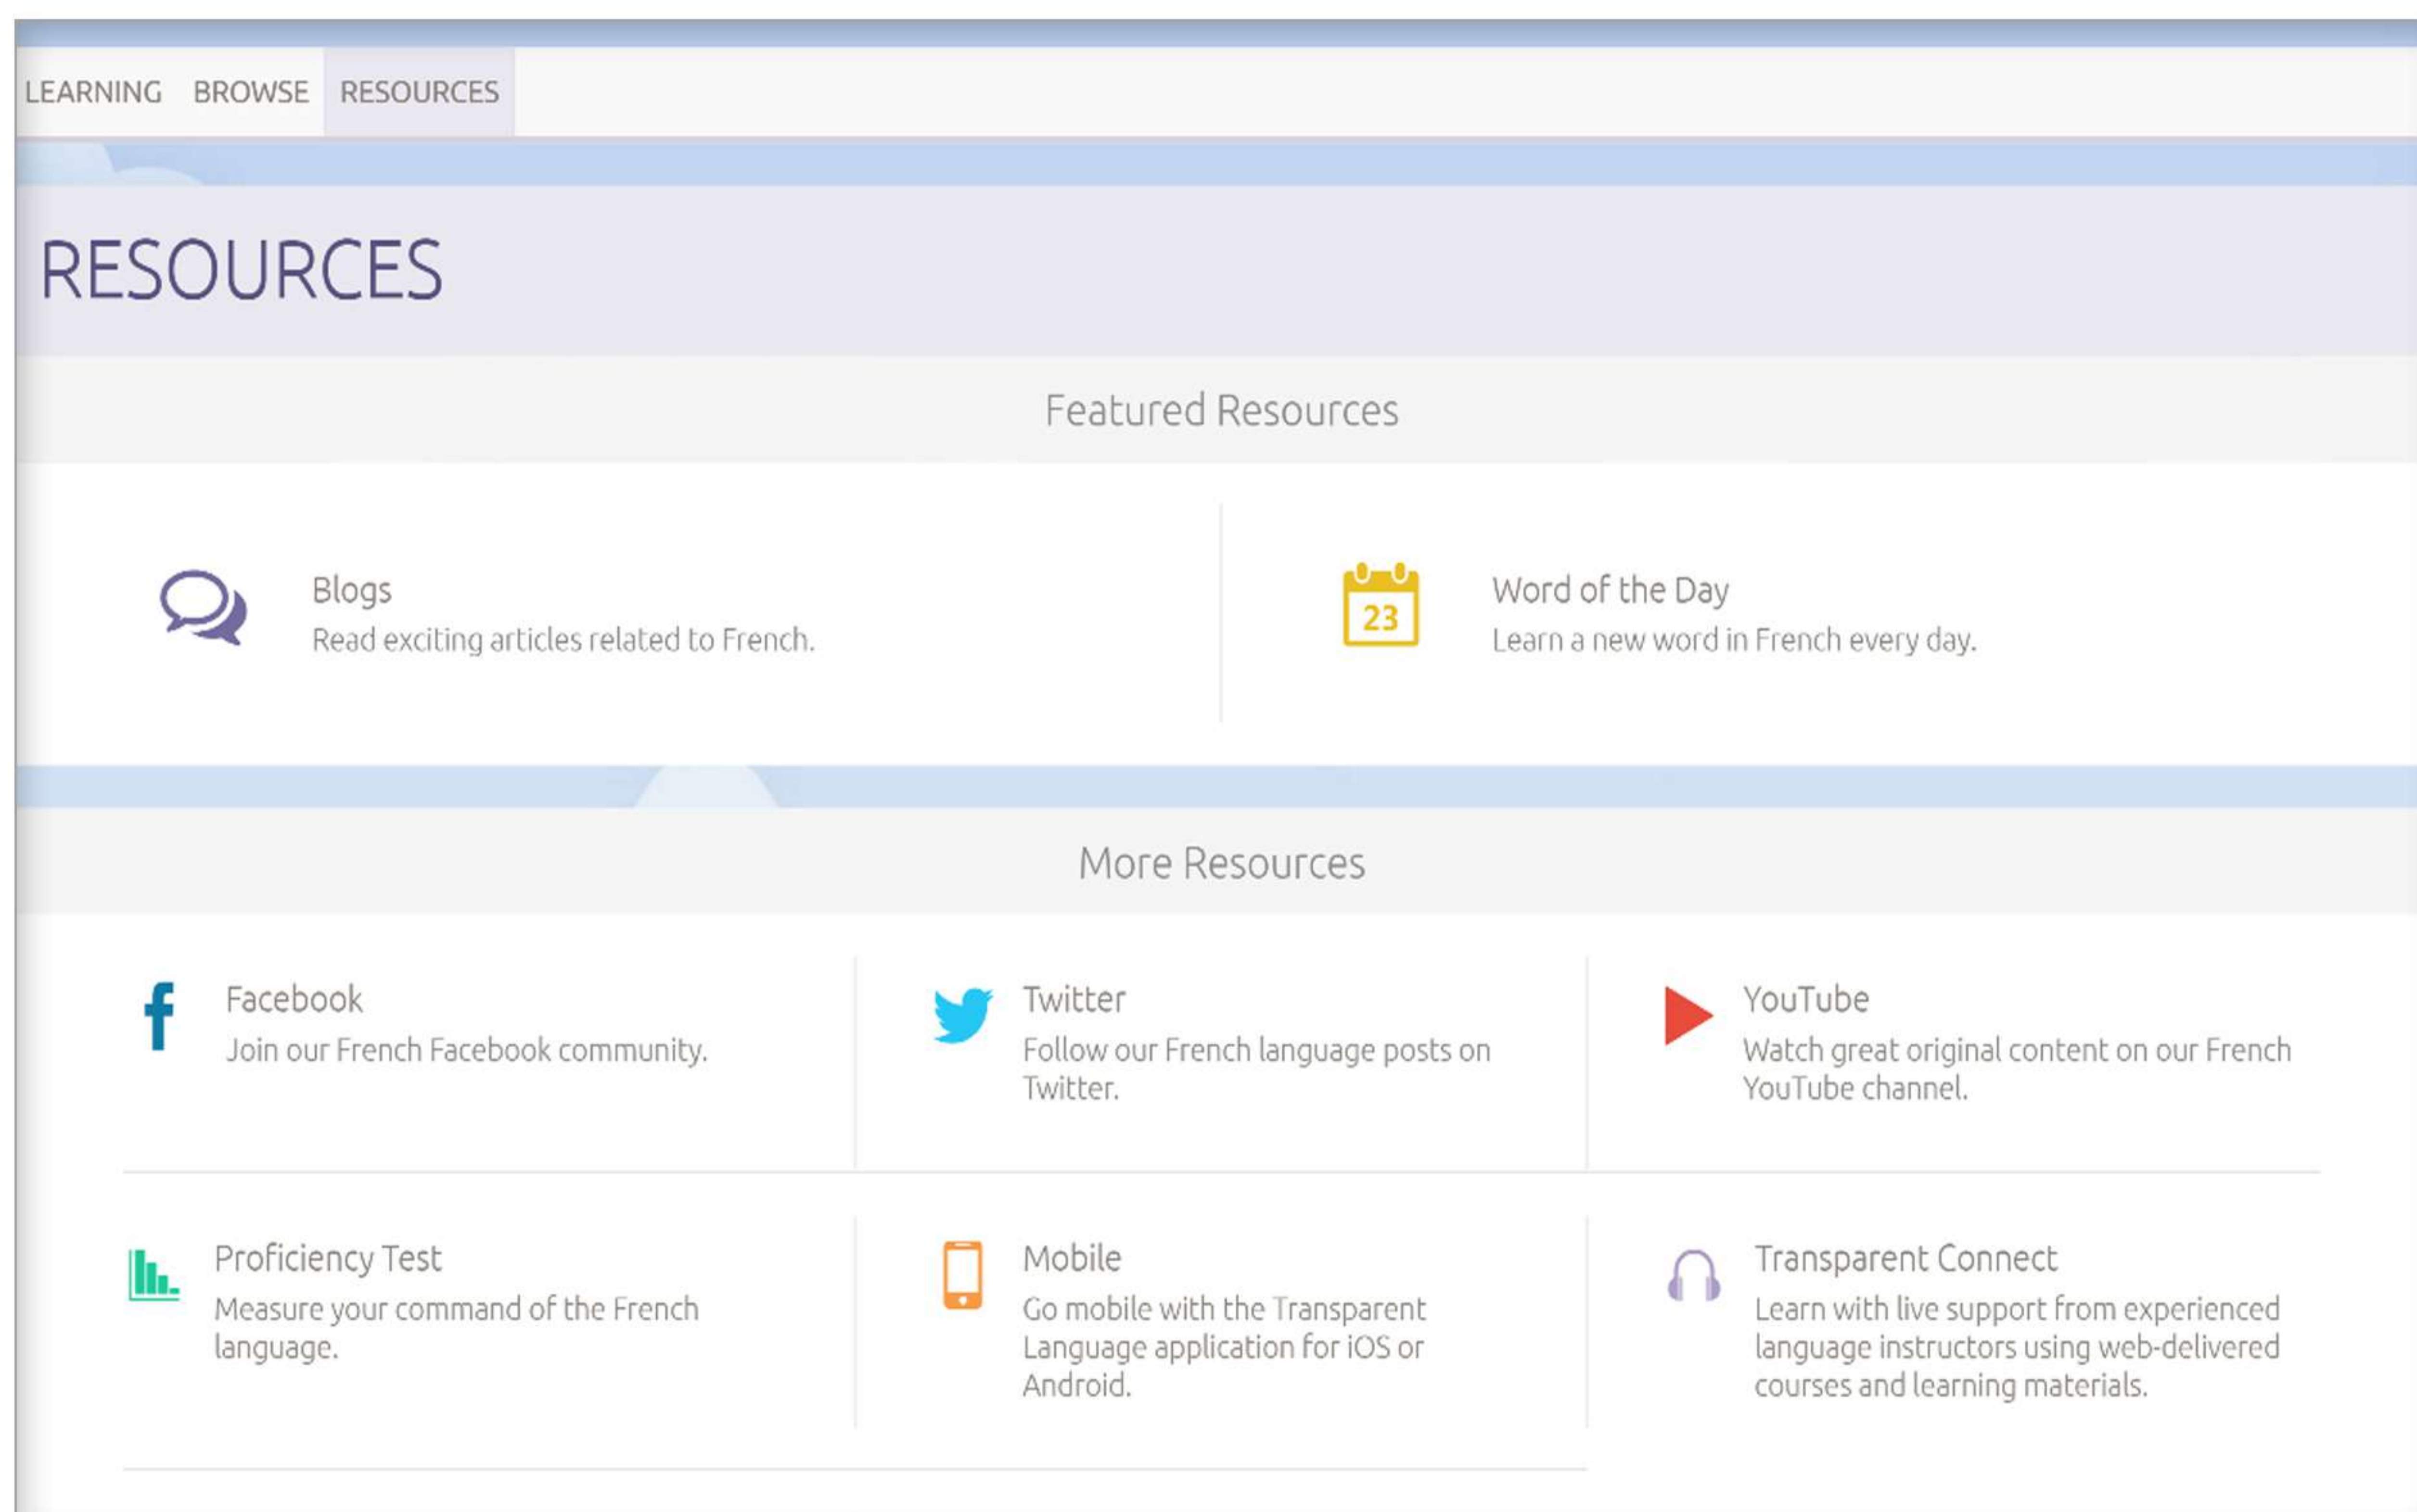 LEARNING BROWSE RESOURCES
RESOURCES
Featured Resources
Blogs
Read exciting articles related to French.
23
Word of the Day
Learn a new word in French every day.
More Resources
Facebook
Join our French Facebook community.
Twitter
Follow our French language posts on
Twitter.
YouTube
Watch great original content on our French
YouTube channel.
Proficiency Test
Measure your command of the French
language.
Mobile
Go mobile with the Transparent
Language application for iOS or
Android.
Transparent Connect
Learn with live support from experienced
language instructors using web-delivered
courses and learning materials.